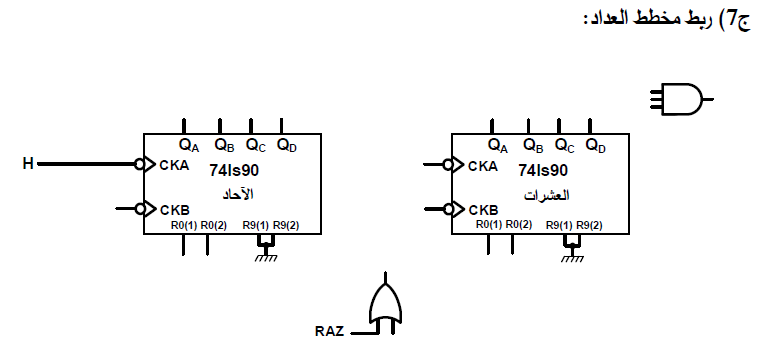 ج7) ربط مخطط العداد:
QA QB QC QD
H
CKA
74ls90
الآحاد
CKB
R0(1) R0(2) R9(1) R9(2)
QA QB QC QD
CKA
74ls90
العشرات
CKB
R0(1) R0(2) R9(1) R9(2)
RAZ